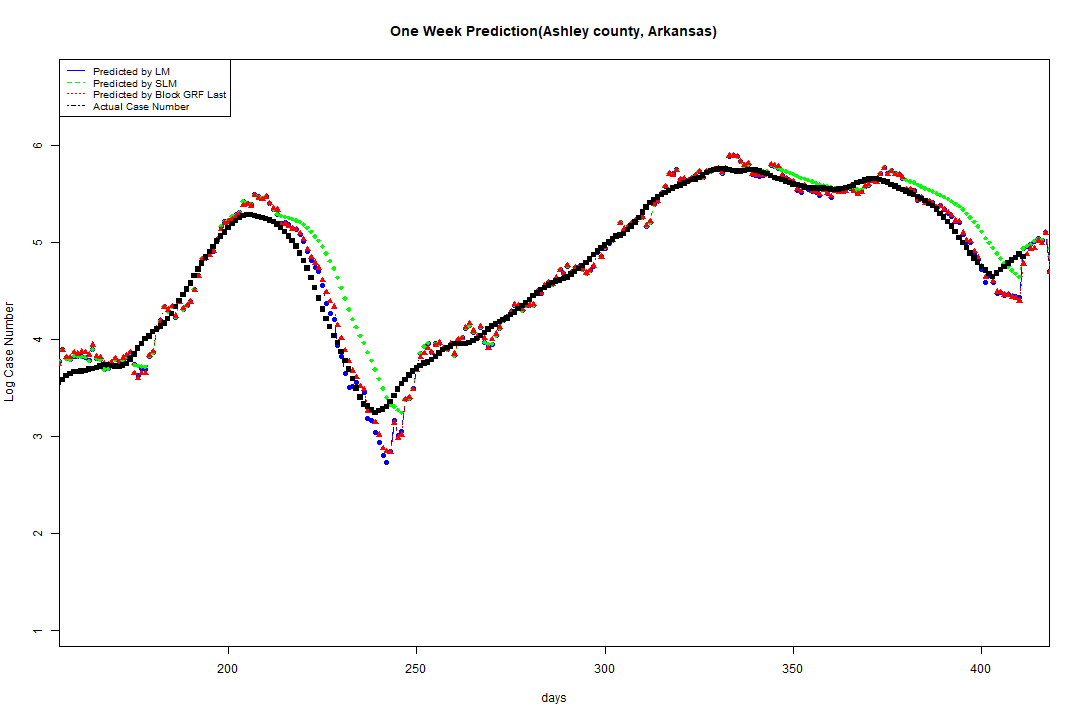 One Week Prediction(Ashley county, Arkansas)
Predicted by LM
Predicted by SLM
Predicted by Block GRF Last
Actual Case Number
6
5
4
3
2
1
Log Case Number
200 250 300 350 400
days